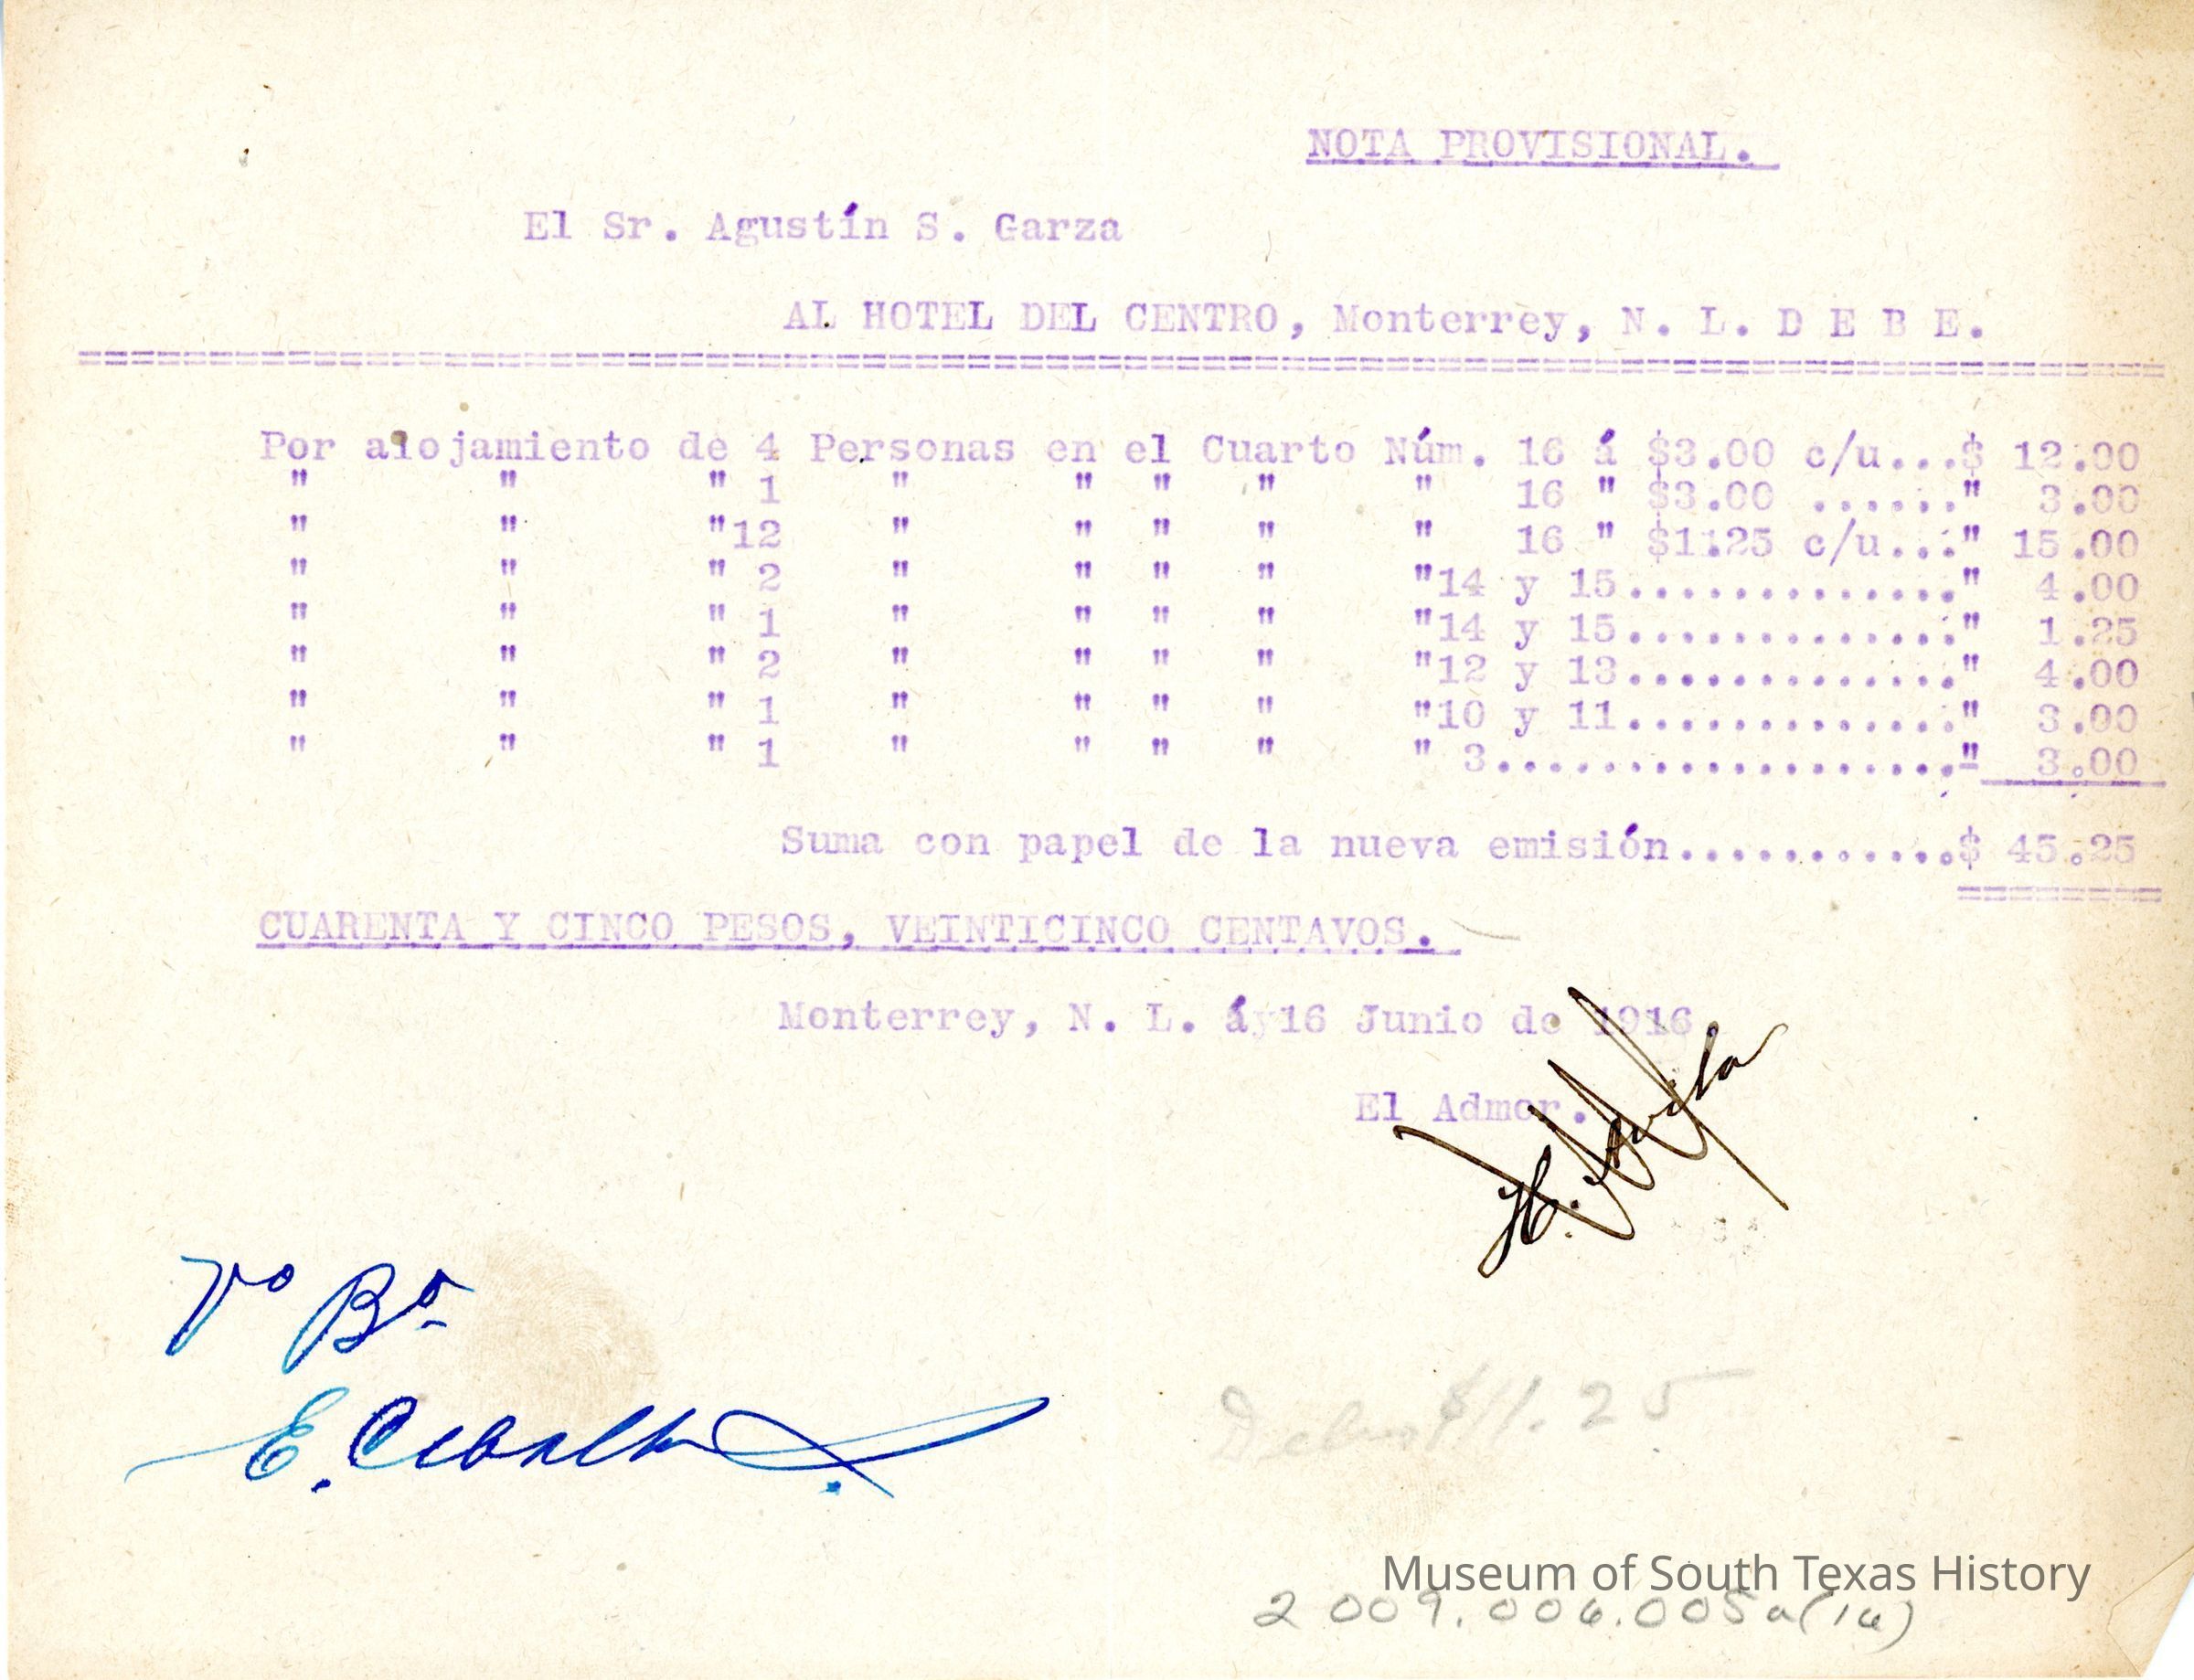 NOTA PROVISIONAL.
El Sr. Agustín S. Garza
AL HOTEL DEL CENTRO, Monterrey, N. L. D E B E.
Por alojamiento de 4 Personas en el Cuarto Núm. 16 á $3.00 c/u...$ 12.00
" " " 1 " " " " " 16 " $3.00 ......" 3.00
" " "12 " " " " " 16 " $1.25 c/u..." 15.00
" " " 2 " " " " "14 y 15............." 4.00
" " " 1 " " " " "14 y 15............." 1.25
" " " 2 " " " " "12 y 13............." 4.00
" " " 1 " " " " "10 y 11............." 3.00
" " " 1 " " " " " 3.................." 3.00
Suma con papel de la nueva emisión...........$ 45.25
CUARENTA Y CINCO PESOS, VEINTICINCO CENTAVOS.
Monterrey, N. L. á 16 Junio de 1916
El Admor.
Vo Bo
E.
$11.25
Museum of South Texas History
2009.006.005a(16)